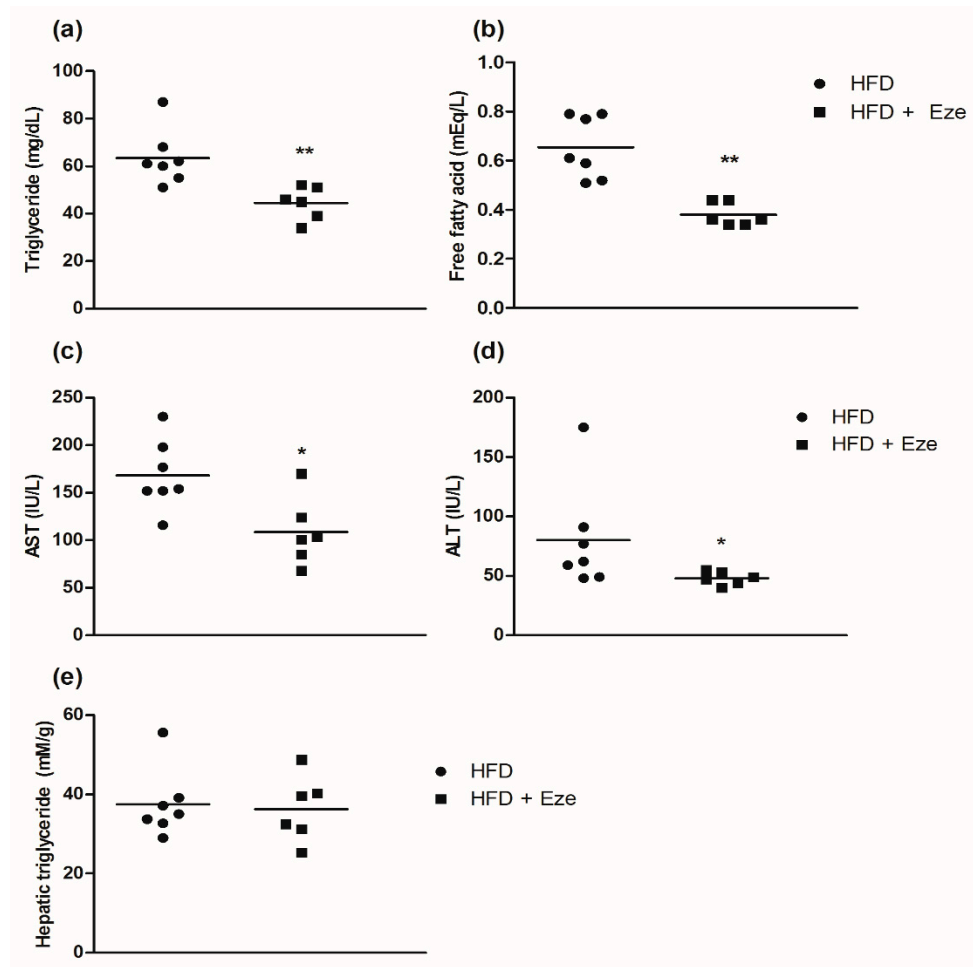 (a)
Triglyceride (mg/dL)
100
80
60
40
20
0
**
(b)
Free fatty acid (mEq/L)
1.0
0.8
0.6
0.4
0.2
0.0
**
HFD
HFD + Eze
(c)
AST (IU/L)
250
200
150
100
50
0
*
(d)
ALT (IU/L)
200
150
100
50
0
*
HFD
HFD + Eze
(e)
Hepatic triglyceride (mM/g)
60
40
20
0
HFD
HFD + Eze